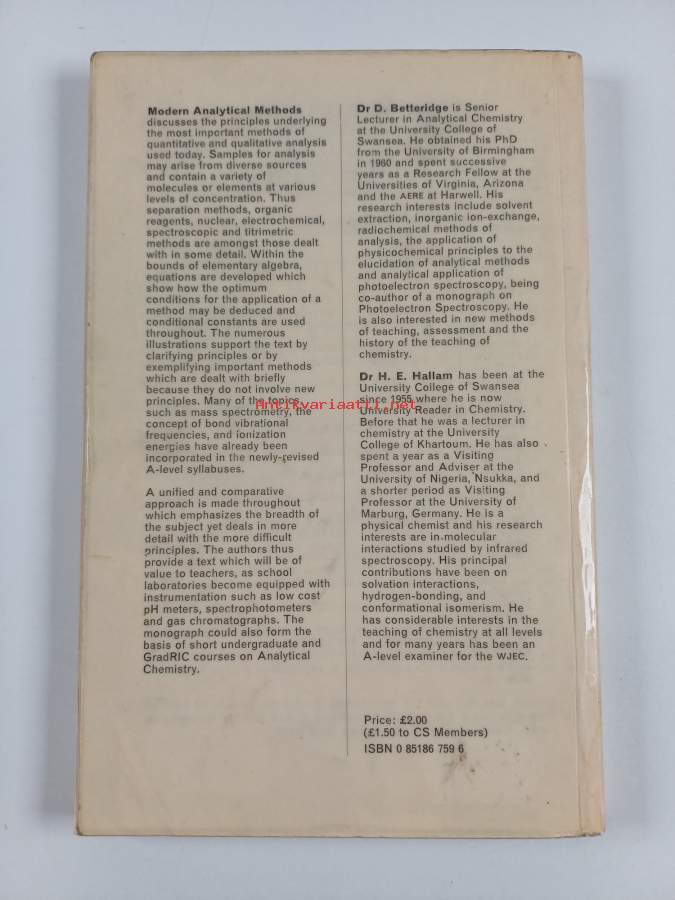 Modern Analytical Methods
discusses the principles underlying
the most important methods of
quantitative and qualitative analysis
used today. Samples for analysis
may arise from diverse sources
and contain a variety of
molecules or elements at various
levels of concentration. Thus
separation methods, organic
reagents, nuclear, electrochemical,
spectroscopic and titrimetric
methods are amongst those dealt
with in some detail. Within the
bounds of elementary algebra,
equations are developed which
show how the optimum
conditions for the application of a
method may be deduced and
conditional constants are used
throughout. The numerous
illustrations support the text by
clarifying principles or by
exemplifying important methods
which are dealt with briefly
because they do not involve new
principles. Many of the topics,
such as mass spectrometry, the
concept of bond vibrational
frequencies, and ionization
energies have already been
incorporated in the newly-revised
A-level syllabuses.
A unified and comparative
approach is made throughout
which emphasizes the breadth of
the subject yet deals in more
detail with the more difficult
principles. The authors thus
provide a text which will be of
value to teachers, as school
laboratories become equipped with
instrumentation such as low cost
pH meters, spectrophotometers
and gas chromatographs. The
monograph could also form the
basis of short undergraduate and
GradRIC courses on Analytical
Chemistry.
Dr D. Betteridge is Senior
Lecturer in Analytical Chemistry
at the University College of
Swansea. He obtained his PhD
from the University of Birmingham
in 1960 and spent successive
years as a Research Fellow at the
Universities of Virginia, Arizona
and the AERE at Harwell. His
research interests include solvent
extraction, inorganic ion-exchange,
radiochemical methods of
analysis, the application of
physicochemical principles to the
elucidation of analytical methods
and analytical application of
photoelectron spectroscopy, being
co-author of a monograph on
Photoelectron Spectroscopy. He
is also interested in new methods
of teaching, assessment and the
history of the teaching of
chemistry.
Dr H. E. Hallam has been at the
University College of Swansea
since 1955 where he is now
University Reader in Chemistry.
Before that he was a lecturer in
chemistry at the University
College of Khartoum. He has also
spent a year as a Visiting
Professor and Adviser at the
University of Nigeria, Nsukka, and
a shorter period as Visiting
Professor at the University of
Marburg, Germany. He is a
physical chemist and his research
interests are in molecular
interactions studied by infrared
spectroscopy. His principal
contributions have been on
solvation interactions,
hydrogen-bonding, and
conformational isomerism. He
has considerable interests in the
teaching of chemistry at all levels
and for many years has been an
A-level examiner for the WJEC.
Price: £2.00
(£1.50 to CS Members)
ISBN 0 85186 759 6
Antikvariaatti.net